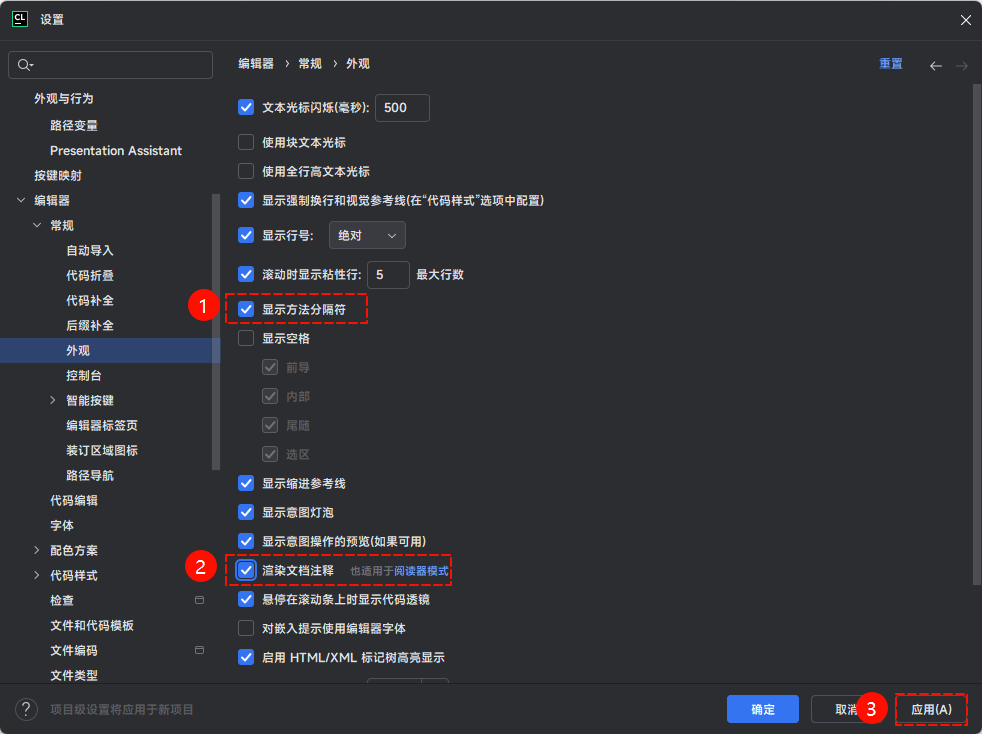 CL 设置
外观与行为
路径变量
Presentation Assistant
按键映射
编辑器
常规
自动导入
代码折叠
代码补全
后缀补全
外观
控制台
智能按键
编辑器标签页
装订区域图标
路径导航
代码编辑
字体
配色方案
代码样式
检查
文件和代码模板
文件编码
文件类型
编辑器 › 常规 › 外观
重置
文本光标闪烁(毫秒): 500
使用块文本光标
使用全行高文本光标
显示强制换行和视觉参考线(在“代码样式”选项中配置)
显示行号: 绝对
滚动时显示粘性行: 5 最大行数
1 显示方法分隔符
显示空格
前导
内部
尾随
选区
显示缩进参考线
显示意图灯泡
显示意图操作的预览(如果可用)
2 渲染文档注释 也适用于阅读器模式
悬停在滚动条上时显示代码透镜
对嵌入提示使用编辑器字体
启用 HTML/XML 标记树高亮显示
? 项目级设置将应用于新项目
确定
取消
3 应用(A)